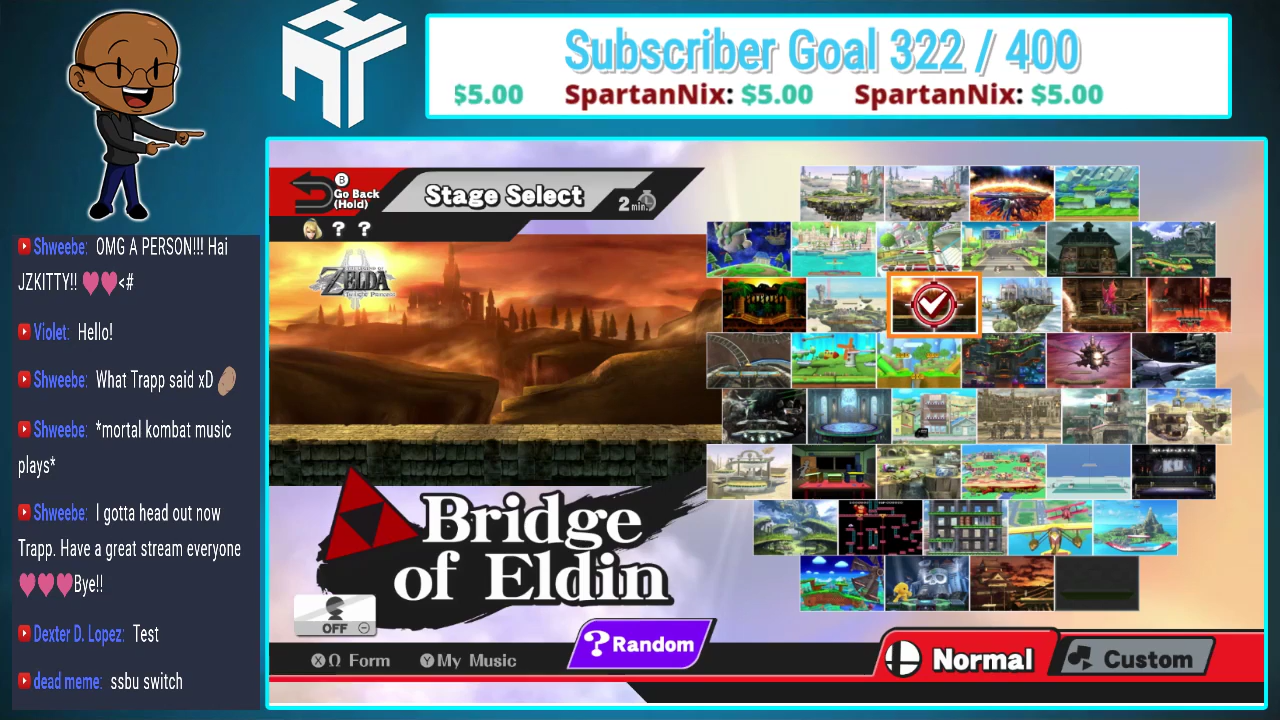 Subscriber Goal 322 / 400
$5.00 SpartanNix: $5.00 SpartanNix: $5.00
Shweebe: OMG A PERSON!!! Hai
JZKITTY!! 💕<#
Violet: Hello!
Shweebe: What Trapp said xD 🥔
Shweebe: *mortal kombat music
plays*
Shweebe: I gotta head out now
Trapp. Have a great stream everyone
💕💕Bye!!
Dexter D. Lopez: Test
dead meme: ssbu switch
B
Go Back
(Hold)
Stage Select
2 min.
? ?
ZELDA
Twilight Princess
Bridge
of Eldin
OFF
X Ω Form
Y My Music
? Random
Normal
Custom